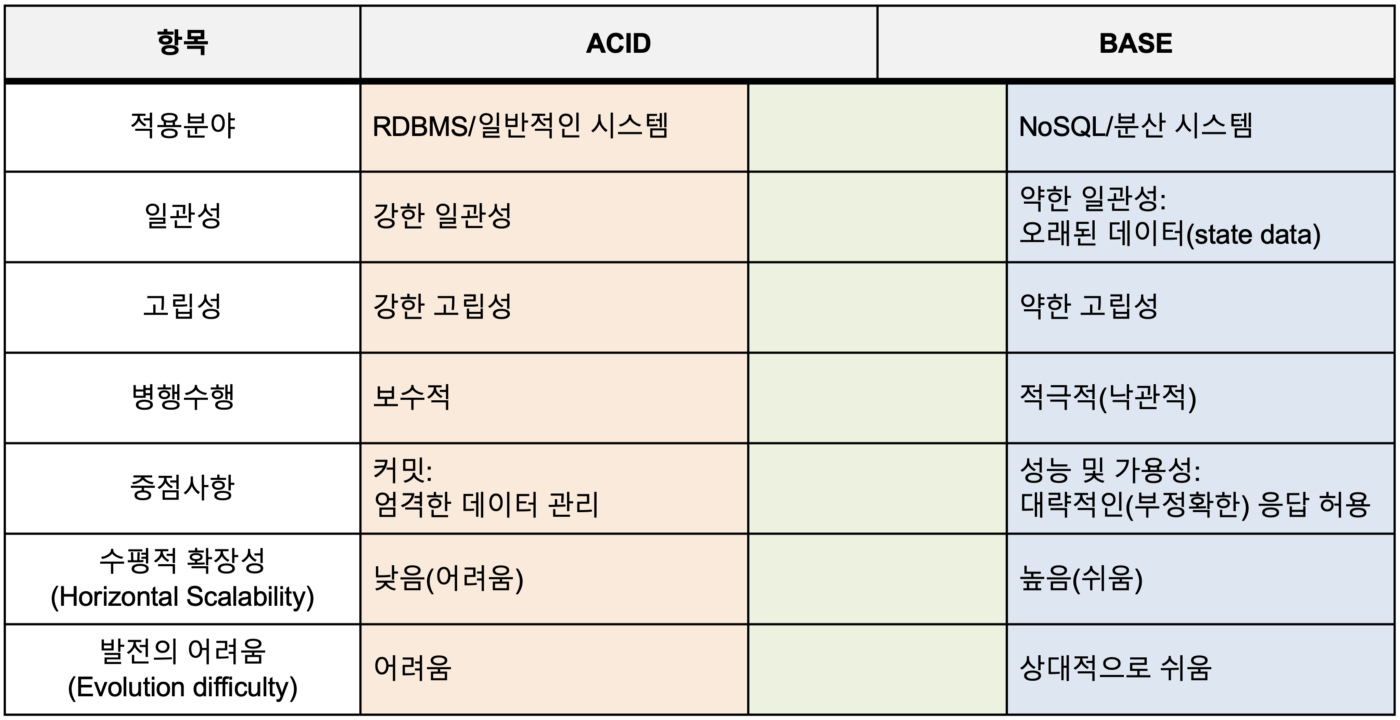 항목 ACID BASE
적용분야 RDBMS/일반적인 시스템 NoSQL/분산 시스템
일관성 강한 일관성 약한 일관성:
오래된 데이터(state data)
고립성 강한 고립성 약한 고립성
병행수행 보수적 적극적(낙관적)
중점사항 커밋:
엄격한 데이터 관리 성능 및 가용성:
대략적인(부정확한) 응답 허용
수평적 확장성
(Horizontal Scalability) 낮음(어려움) 높음(쉬움)
발전의 어려움
(Evolution difficulty) 어려움 상대적으로 쉬움